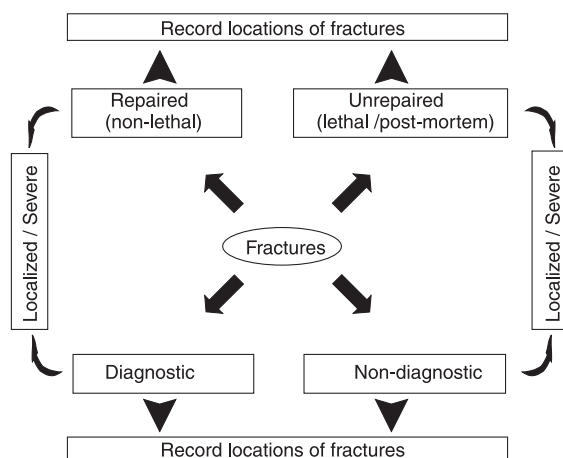 Record locations of fractures
Repaired
(non-lethal)
Unrepaired
(lethal /post-mortem)
Localized / Severe
Fractures
Localized / Severe
Diagnostic
Non-diagnostic
Record locations of fractures